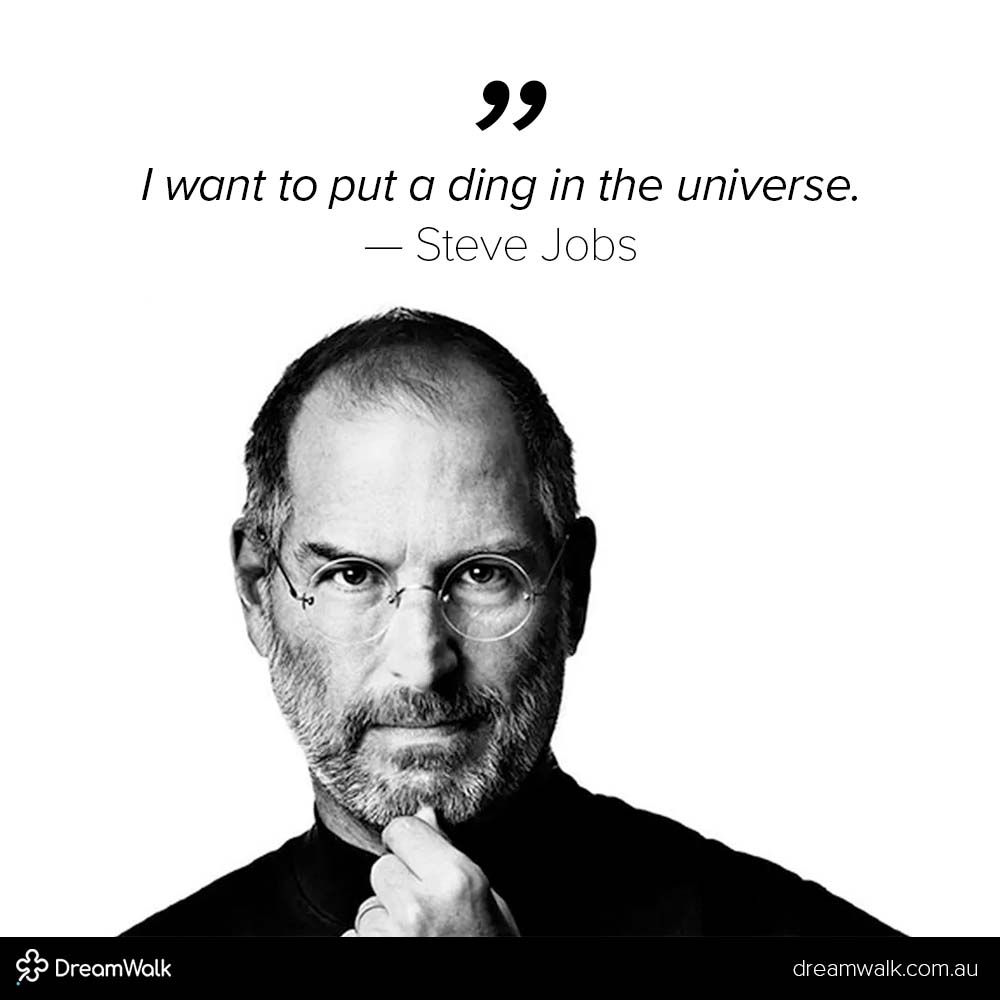 ”
I want to put a ding in the universe.
— Steve Jobs
DreamWalk
dreamwalk.com.au